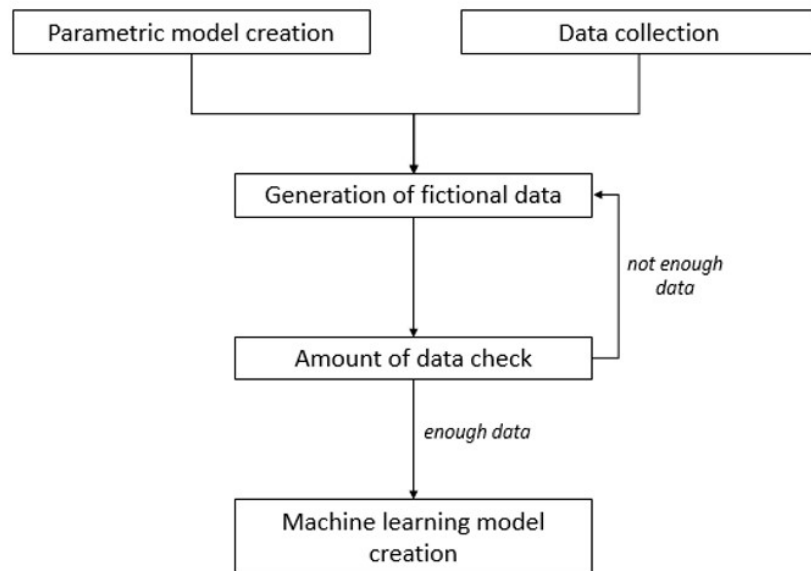 Parametric model creation
Data collection
Generation of fictional data
not enough
data
Amount of data check
enough data
Machine learning model
creation